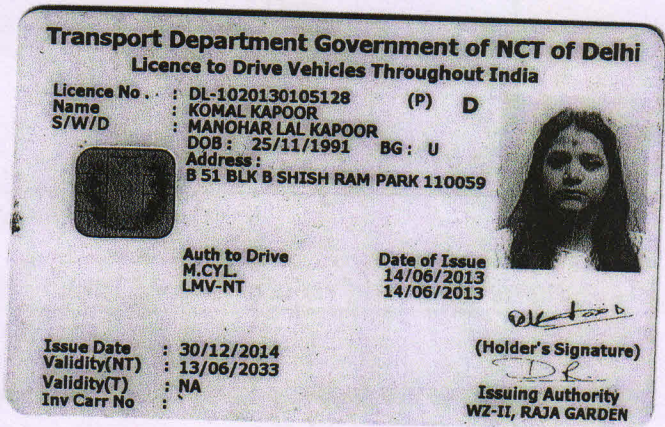 Transport Department Government of NCT of Delhi
Licence to Drive Vehicles Throughout India
Licence No. : DL-1020130105128 (P) D
Name : KOMAL KAPOOR
S/W/D : MANOHAR LAL KAPOOR
DOB : 25/11/1991 BG : U
Address :
B 51 BLK B SHISH RAM PARK 110059
Auth to Drive Date of Issue
M.CYL. 14/06/2013
LMV-NT 14/06/2013
Issue Date : 30/12/2014
Validity(NT) : 13/06/2033
Validity(T) : NA
Inv Carr No :
(Holder's Signature)
Issuing Authority
WZ-II, RAJA GARDEN